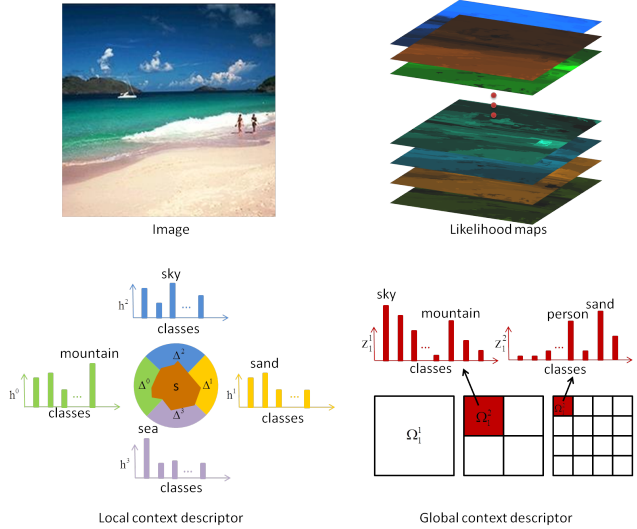 Image
Likelihood maps
sky
h²
...
classes
mountain
h⁰
...
classes
Δ²
Δ⁰
s
Δ¹
Δ³
sand
h¹
...
classes
sea
h³
...
classes
Local context descriptor
sky
mountain
Z₁¹
...
classes
sand
person
Z₁²
...
classes
Ω₁¹
Ω₁²
Global context descriptor